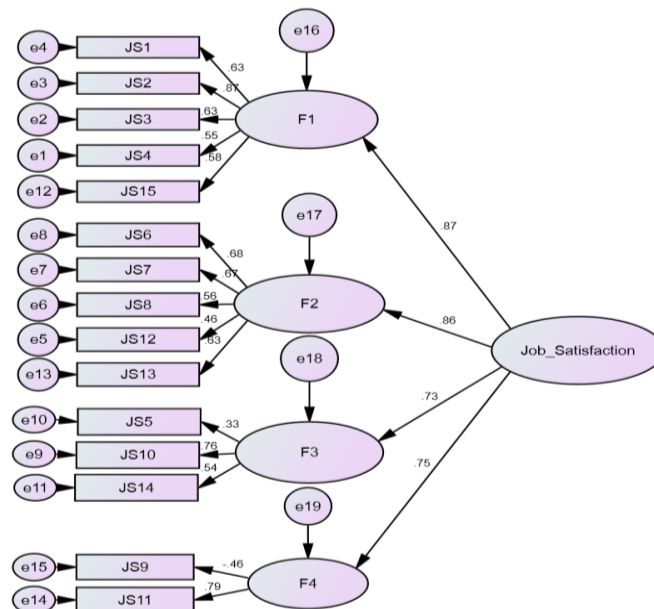 e16
e4 JS1
.63
e3 JS2
.87
e2 JS3 .63 F1
e1 JS4 .55
.58
e12 JS15
e17
.87
e8 JS6
.68
e7 JS7
.67
e6 JS8 .56 F2
.86
e5 JS12 .46
.63
e13 JS13
e18
Job_Satisfaction
.73
e10 JS5
.33
e9 JS10 .76 F3
.75
e11 JS14 .54
e19
e15 JS9 -.46
F4
e14 JS11 .79